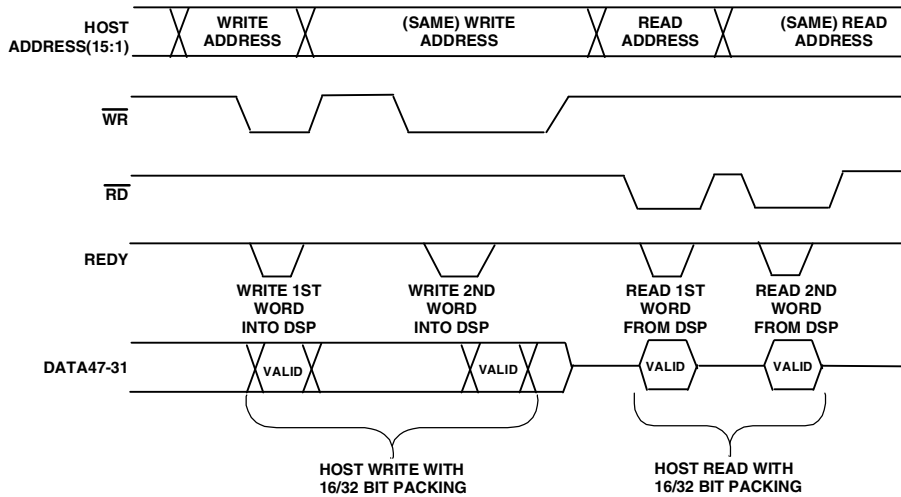 HOST
ADDRESS(15:1)
WRITE
ADDRESS
(SAME) WRITE
ADDRESS
READ
ADDRESS
(SAME) READ
ADDRESS
WR
RD
REDY
WRITE 1ST
WORD
INTO DSP
WRITE 2ND
WORD
INTO DSP
READ 1ST
WORD
FROM DSP
READ 2ND
WORD
FROM DSP
DATA47-31
VALID
VALID
VALID
VALID
HOST WRITE WITH
16/32 BIT PACKING
HOST READ WITH
16/32 BIT PACKING